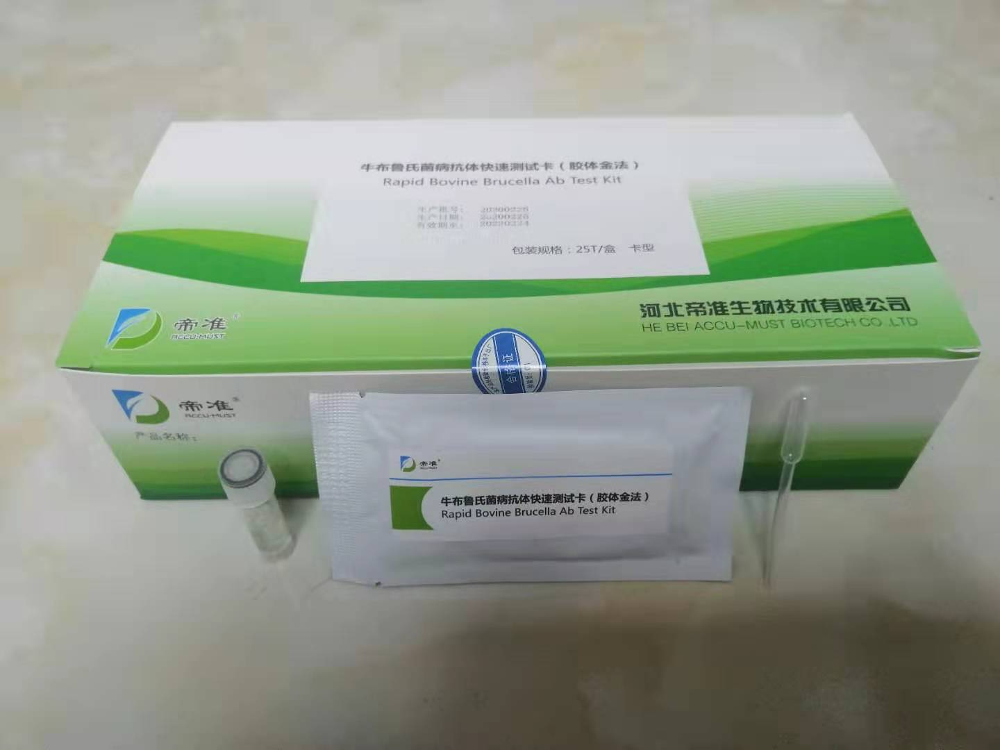 牛布鲁氏菌病抗体快速测试卡（胶体金法）
Rapid Bovine Brucella Ab Test Kit
生产批号： 20200226
生产日期： 20200226
有效期至： 20220224
包装规格：25T/盒 卡型
河北帝准生物技术有限公司
HE BEI ACCU-MUST BIOTECH CO .LTD
帝准®
ACCU-MUST
合格证
帝准®
ACCU-MUST
产品名称：
帝准®
ACCU-MUST
牛布鲁氏菌病抗体快速测试卡（胶体金法）
Rapid Bovine Brucella Ab Test Kit